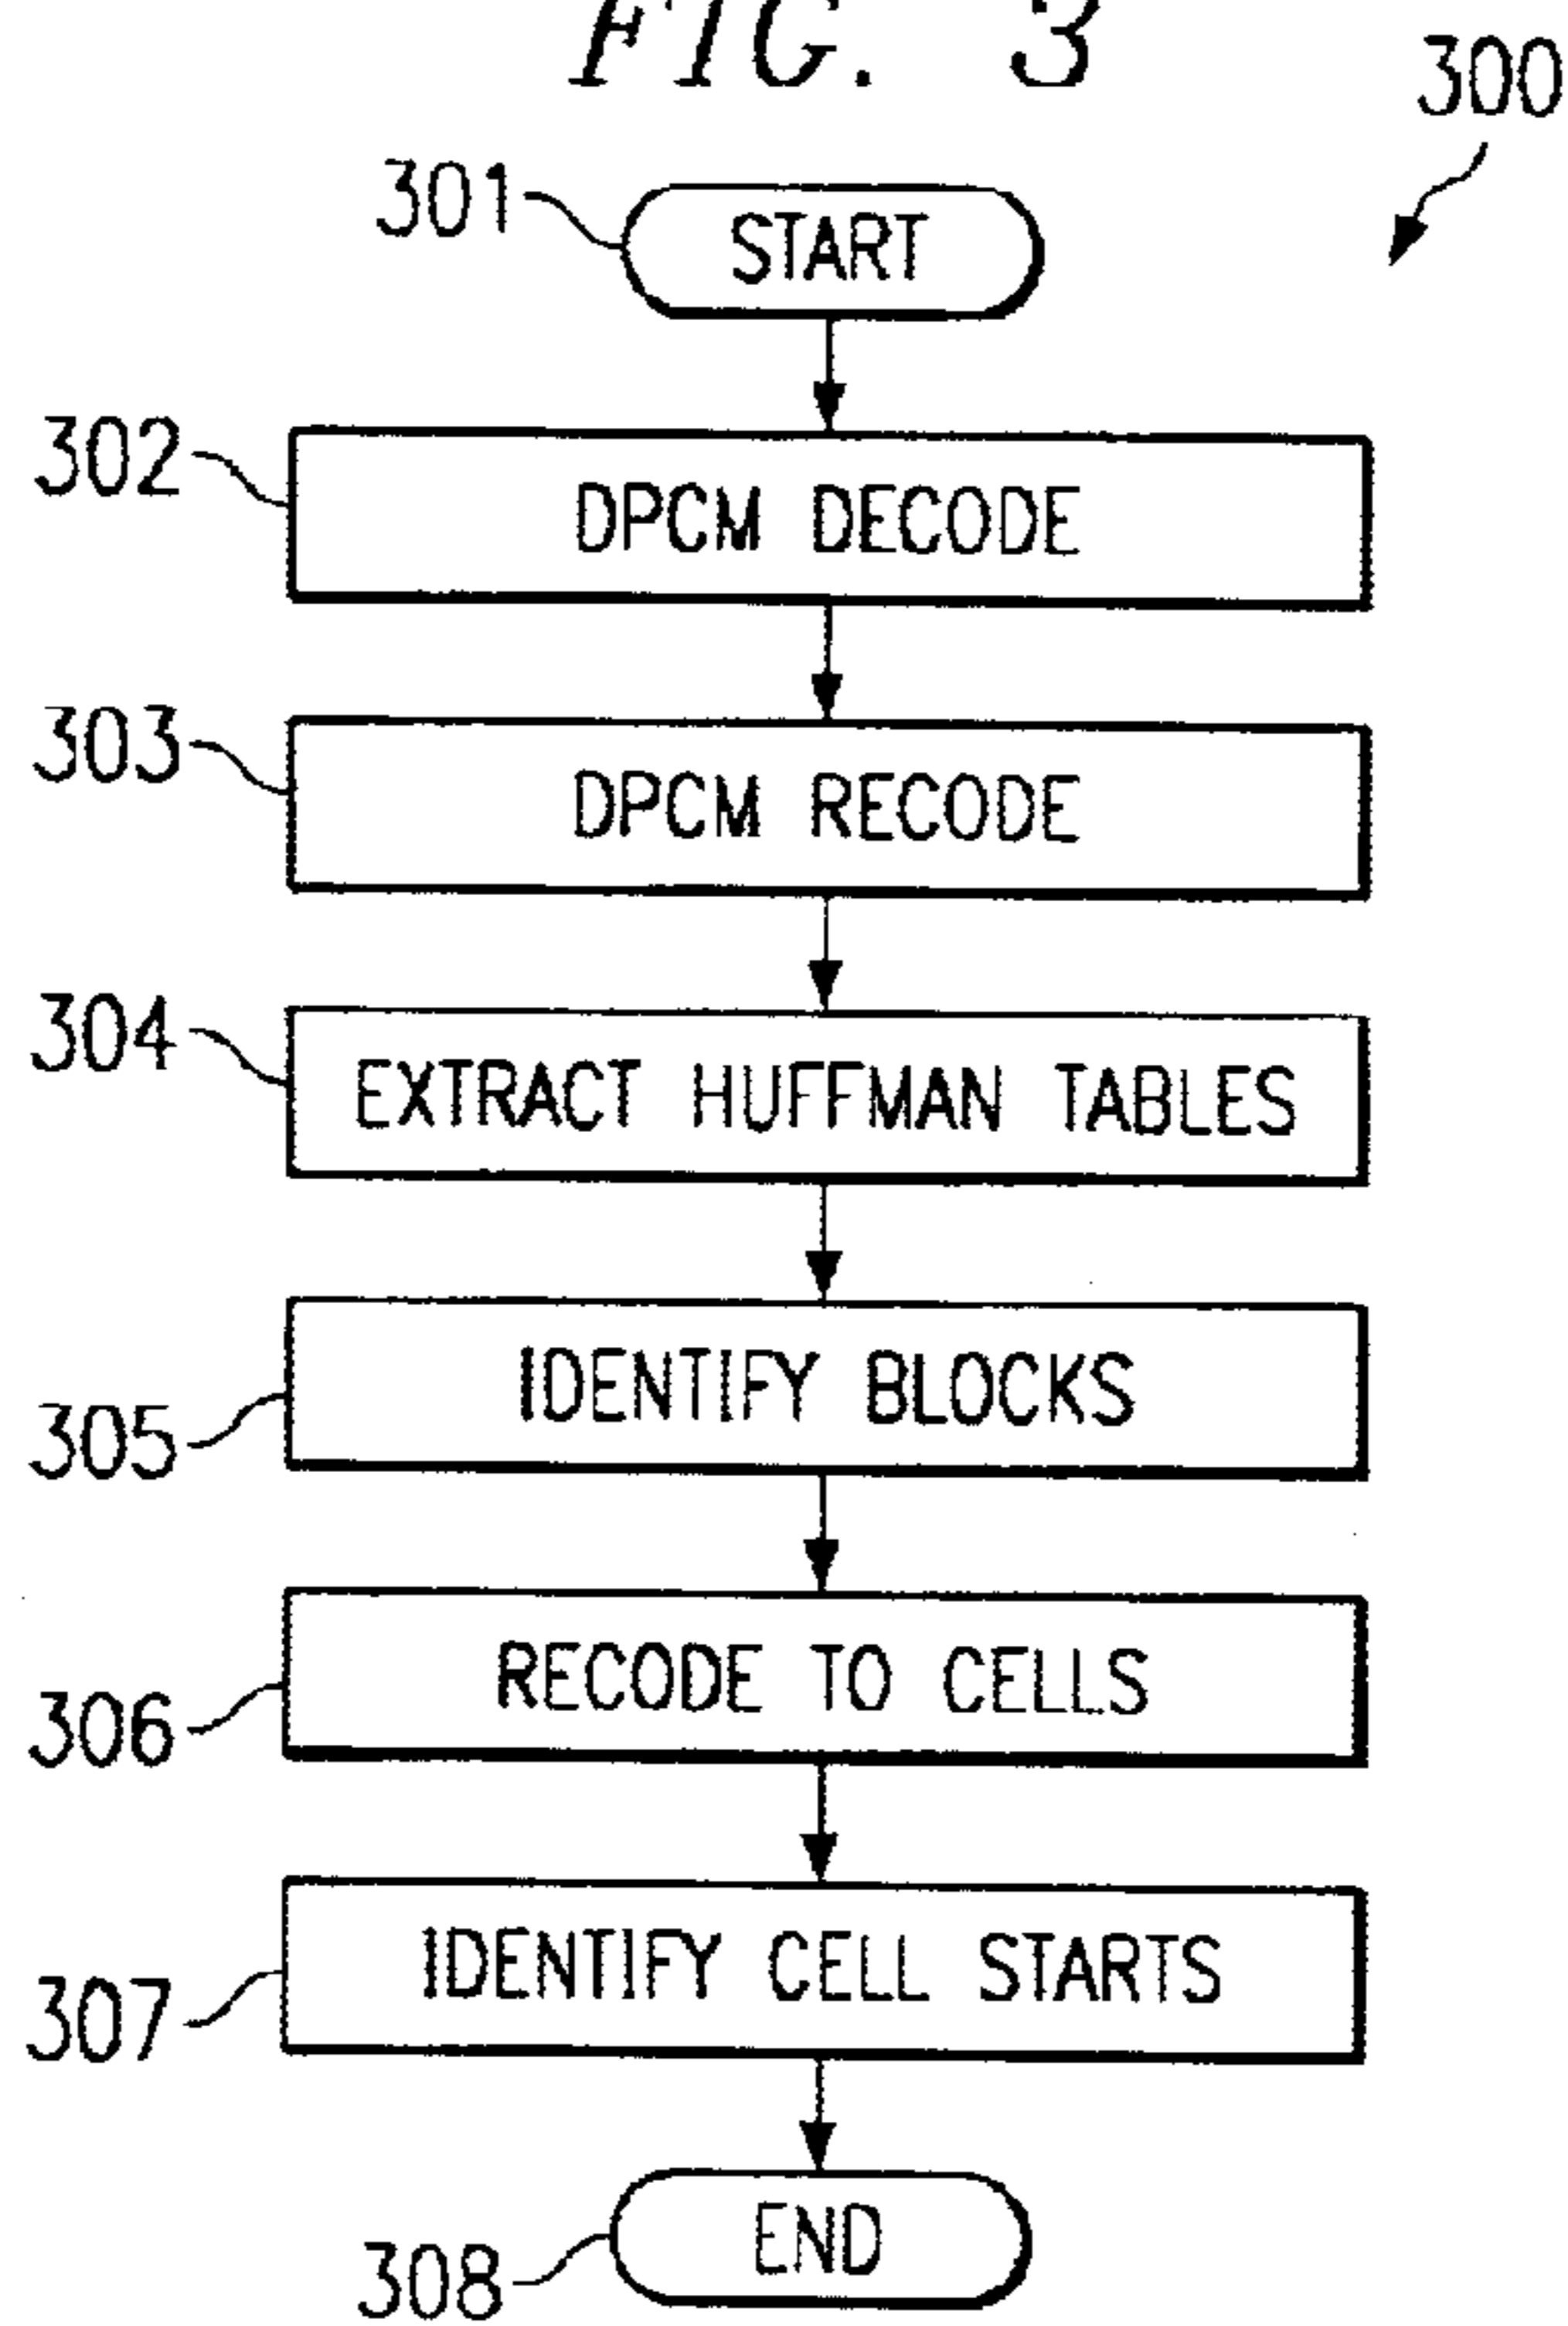 FIG. 3
300
301
START
302
DPCM DECODE
303
DPCM RECODE
304
EXTRACT HUFFMAN TABLES
305
IDENTIFY BLOCKS
306
RECODE TO CELLS
307
IDENTIFY CELL STARTS
308
END